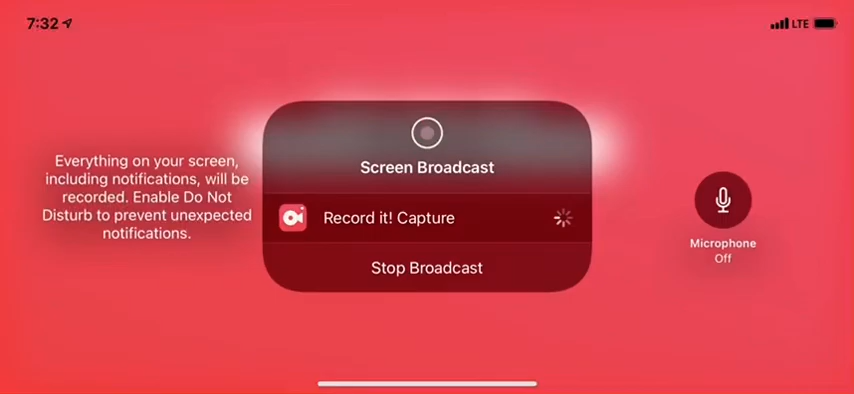 7:32
LTE
Everything on your screen,
including notifications, will be
recorded. Enable Do Not
Disturb to prevent unexpected
notifications.
Screen Broadcast
Record it! Capture
Stop Broadcast
Microphone
Off